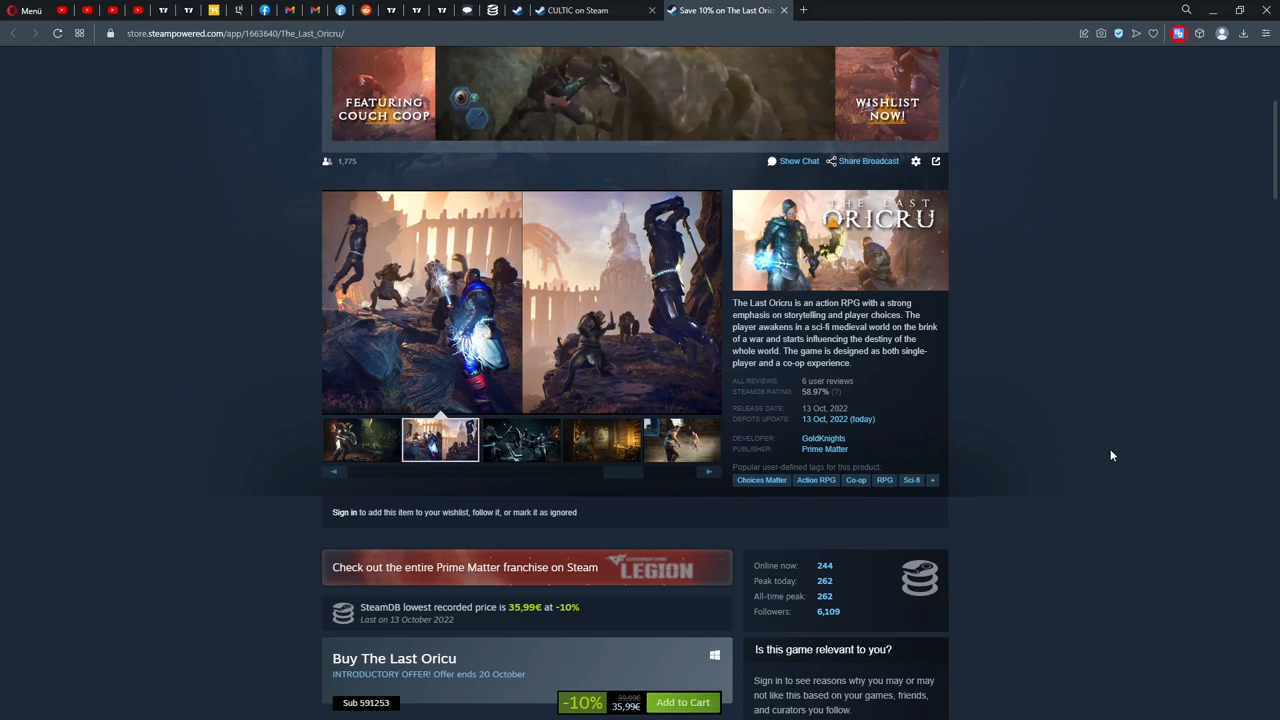 Menü
CULTIC on Steam
Save 10% on The Last Oric
store.steampowered.com/app/1663640/The_Last_Oricru/
FEATURING
COUCH COOP
WISHLIST
NOW!
1,775
Show Chat
Share Broadcast
THE LAST
ORICRU
The Last Oricru is an action RPG with a strong
emphasis on storytelling and player choices. The
player awakens in a sci-fi medieval world on the brink
of a war and starts influencing the destiny of the
whole world. The game is designed as both single-
player and a co-op experience.
ALL REVIEWS: 6 user reviews
STEAMDB RATING: 58.97% (?)
RELEASE DATE: 13 Oct, 2022
DEPOTS UPDATE: 13 Oct, 2022 (today)
DEVELOPER: GoldKnights
PUBLISHER: Prime Matter
Popular user-defined tags for this product:
Choices Matter Action RPG Co-op RPG Sci-fi +
Sign in to add this item to your wishlist, follow it, or mark it as ignored
Check out the entire Prime Matter franchise on Steam
LEGION
Online now: 244
Peak today: 262
All-time peak: 262
Followers: 6,109
SteamDB lowest recorded price is 35,99€ at -10%
Last on 13 October 2022
Buy The Last Oricu
INTRODUCTORY OFFER! Offer ends 20 October
Sub 591253
-10%
39,99€
35,99€
Add to Cart
Is this game relevant to you?
Sign in to see reasons why you may or may
not like this based on your games, friends,
and curators you follow.